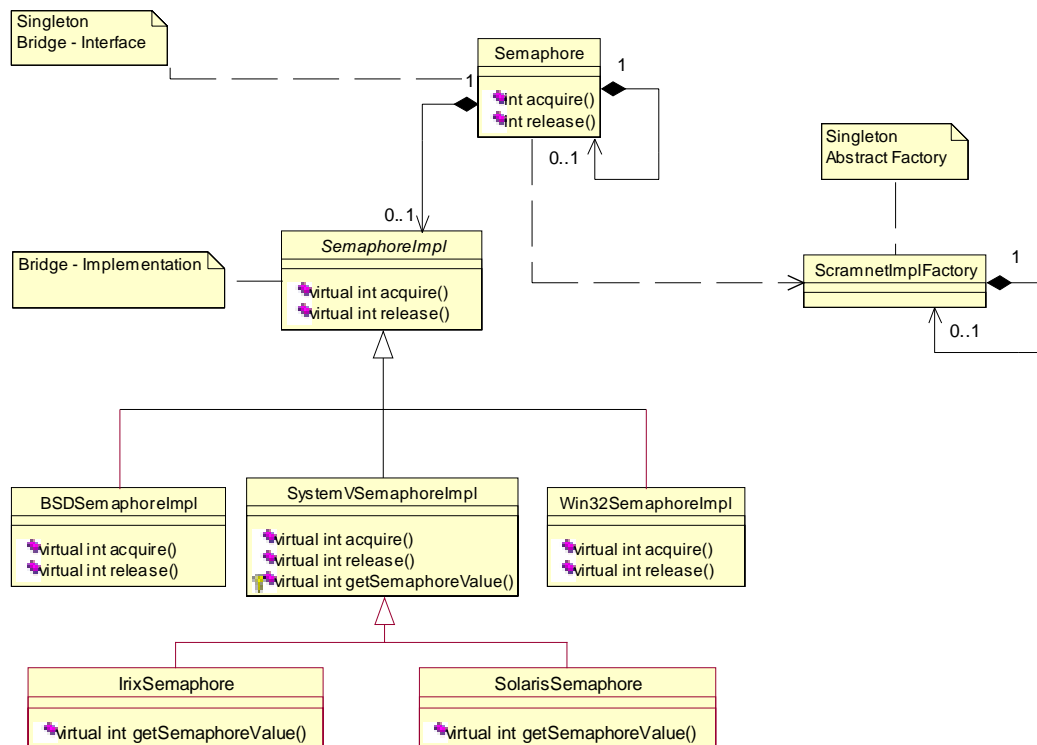 Singleton
Bridge - Interface
Semaphore
1
1
int acquire()
int release()
0..1
Singleton
Abstract Factory
0..1
SemaphoreImpl
Bridge - Implementation
virtual int acquire()
virtual int release()
ScramnetImplFactory
1
0..1
BSDSemaphoreImpl
virtual int acquire()
virtual int release()
SystemVSemaphoreImpl
virtual int acquire()
virtual int release()
virtual int getSemaphoreValue()
Win32SemaphoreImpl
virtual int acquire()
virtual int release()
IrixSemaphore
virtual int getSemaphoreValue()
SolarisSemaphore
virtual int getSemaphoreValue()